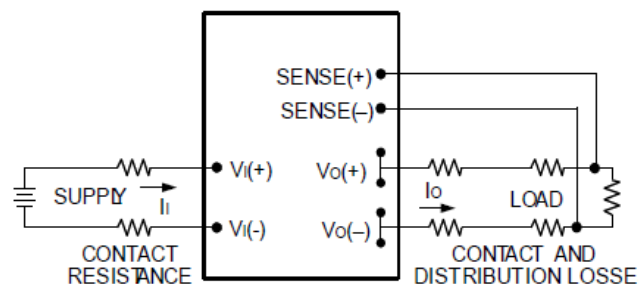 SENSE(+)
SENSE(–)
SUPPLY
II
VI(+)
VO(+)
IO
LOAD
VI(-)
VO(–)
CONTACT
RESISTANCE
CONTACT AND
DISTRIBUTION LOSSE